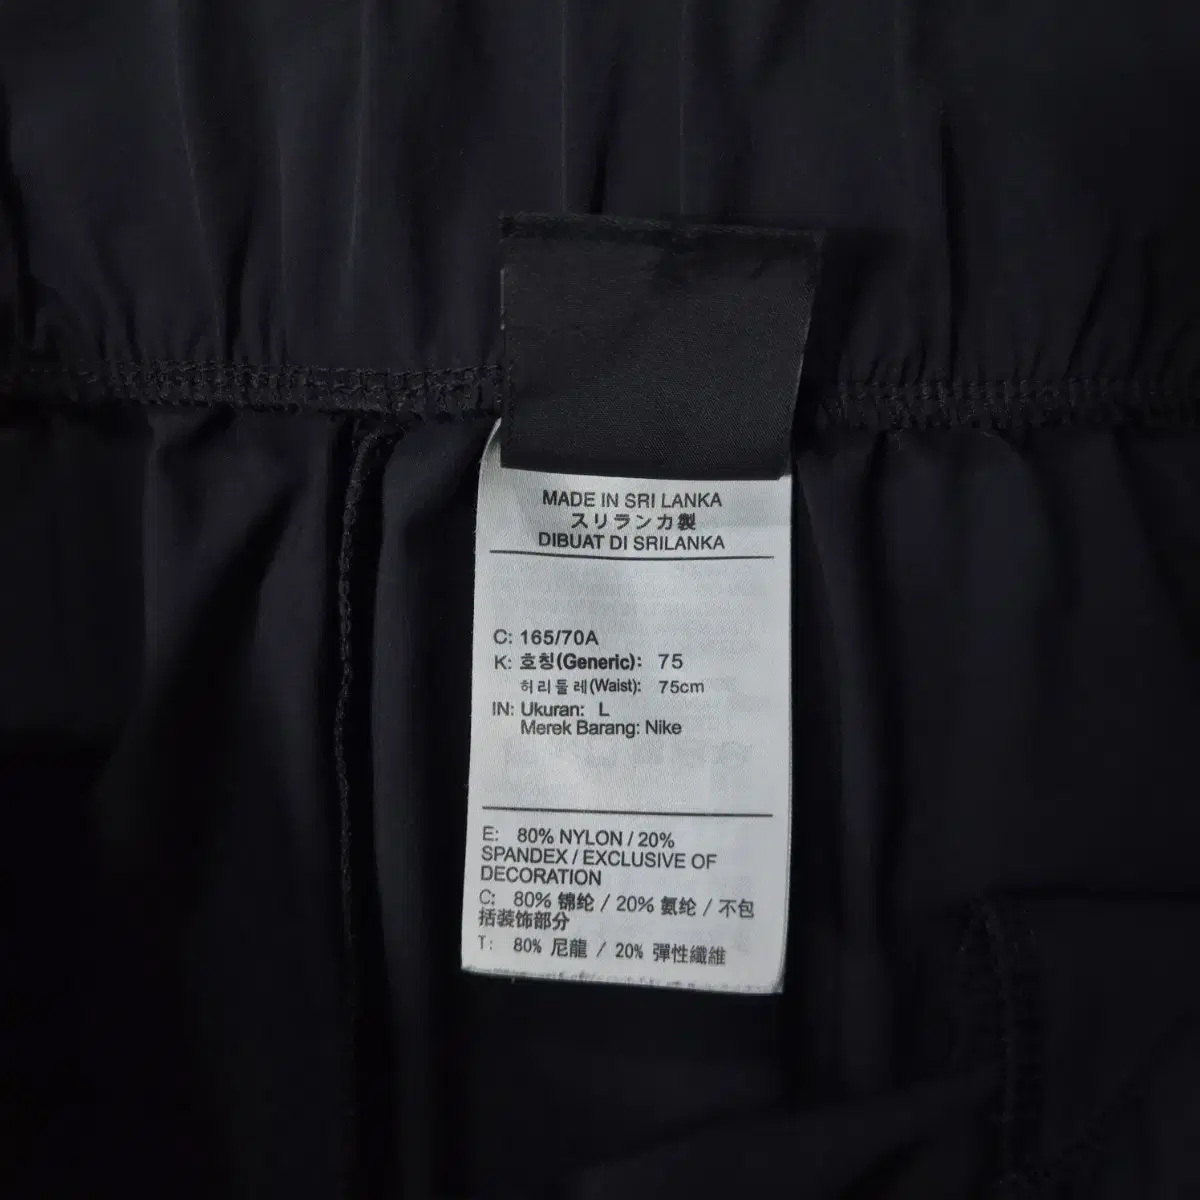 MADE IN SRI LANKA
スリランカ製
DIBUAT DI SRILANKA
C: 165/70A
K: 호칭(Generic): 75
허리둘레(Waist): 75cm
IN: Ukuran: L
Merek Barang: Nike
E: 80% NYLON / 20%
SPANDEX / EXCLUSIVE OF
DECORATION
C: 80% 锦纶 / 20% 氨纶 / 不包
括装饰部分
T: 80% 尼龍 / 20% 彈性纖維